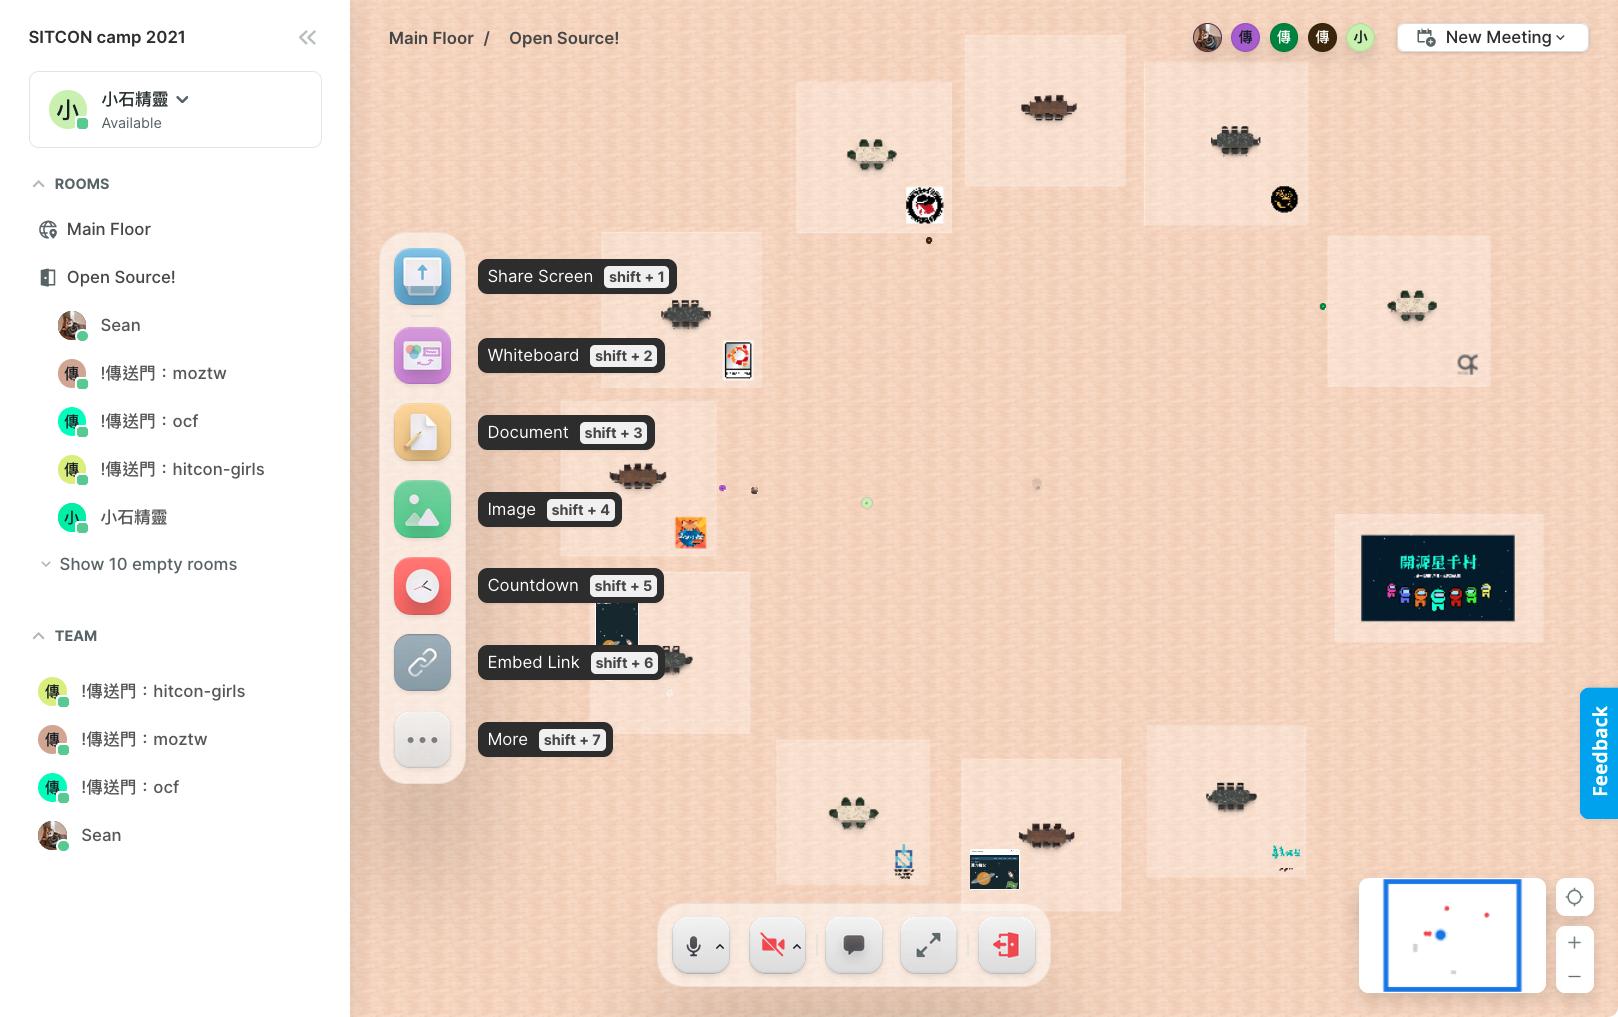 SITCON camp 2021
小
小石精靈
Available
ROOMS
Main Floor
Open Source!
Sean
傳
!傳送門：moztw
傳
!傳送門：ocf
傳
!傳送門：hitcon-girls
小
小石精靈
Show 10 empty rooms
TEAM
傳
!傳送門：hitcon-girls
傳
!傳送門：moztw
傳
!傳送門：ocf
Sean
Main Floor / Open Source!
傳 傳 傳 小
New Meeting
Share Screen shift + 1
Whiteboard shift + 2
Document shift + 3
Image shift + 4
Countdown shift + 5
Embed Link shift + 6
More shift + 7
開源星手村
Feedback